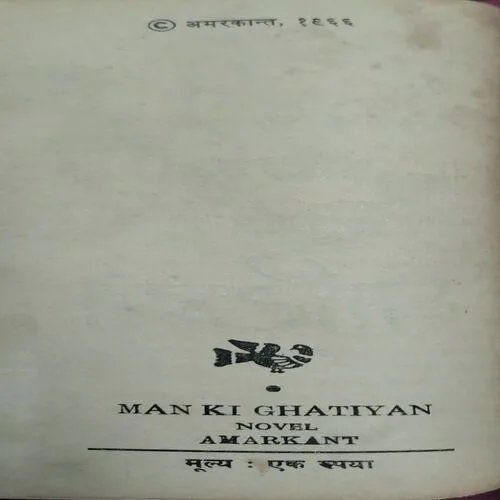 © अमरकान्त, १९६६
MAN KI GHATIYAN
NOVEL
AMARKANT
मूल्य : एक रुपया